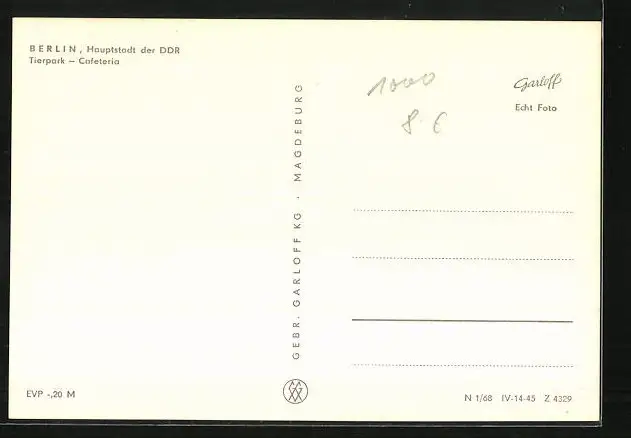 BERLIN, Hauptstadt der DDR
Tierpark – Cafeteria
GEBR. GARLOFF KG · MAGDEBURG
1000
8 €
Garloff
Echt Foto
EVP -,20 M
N 1/68 IV-14-45 Z 4329